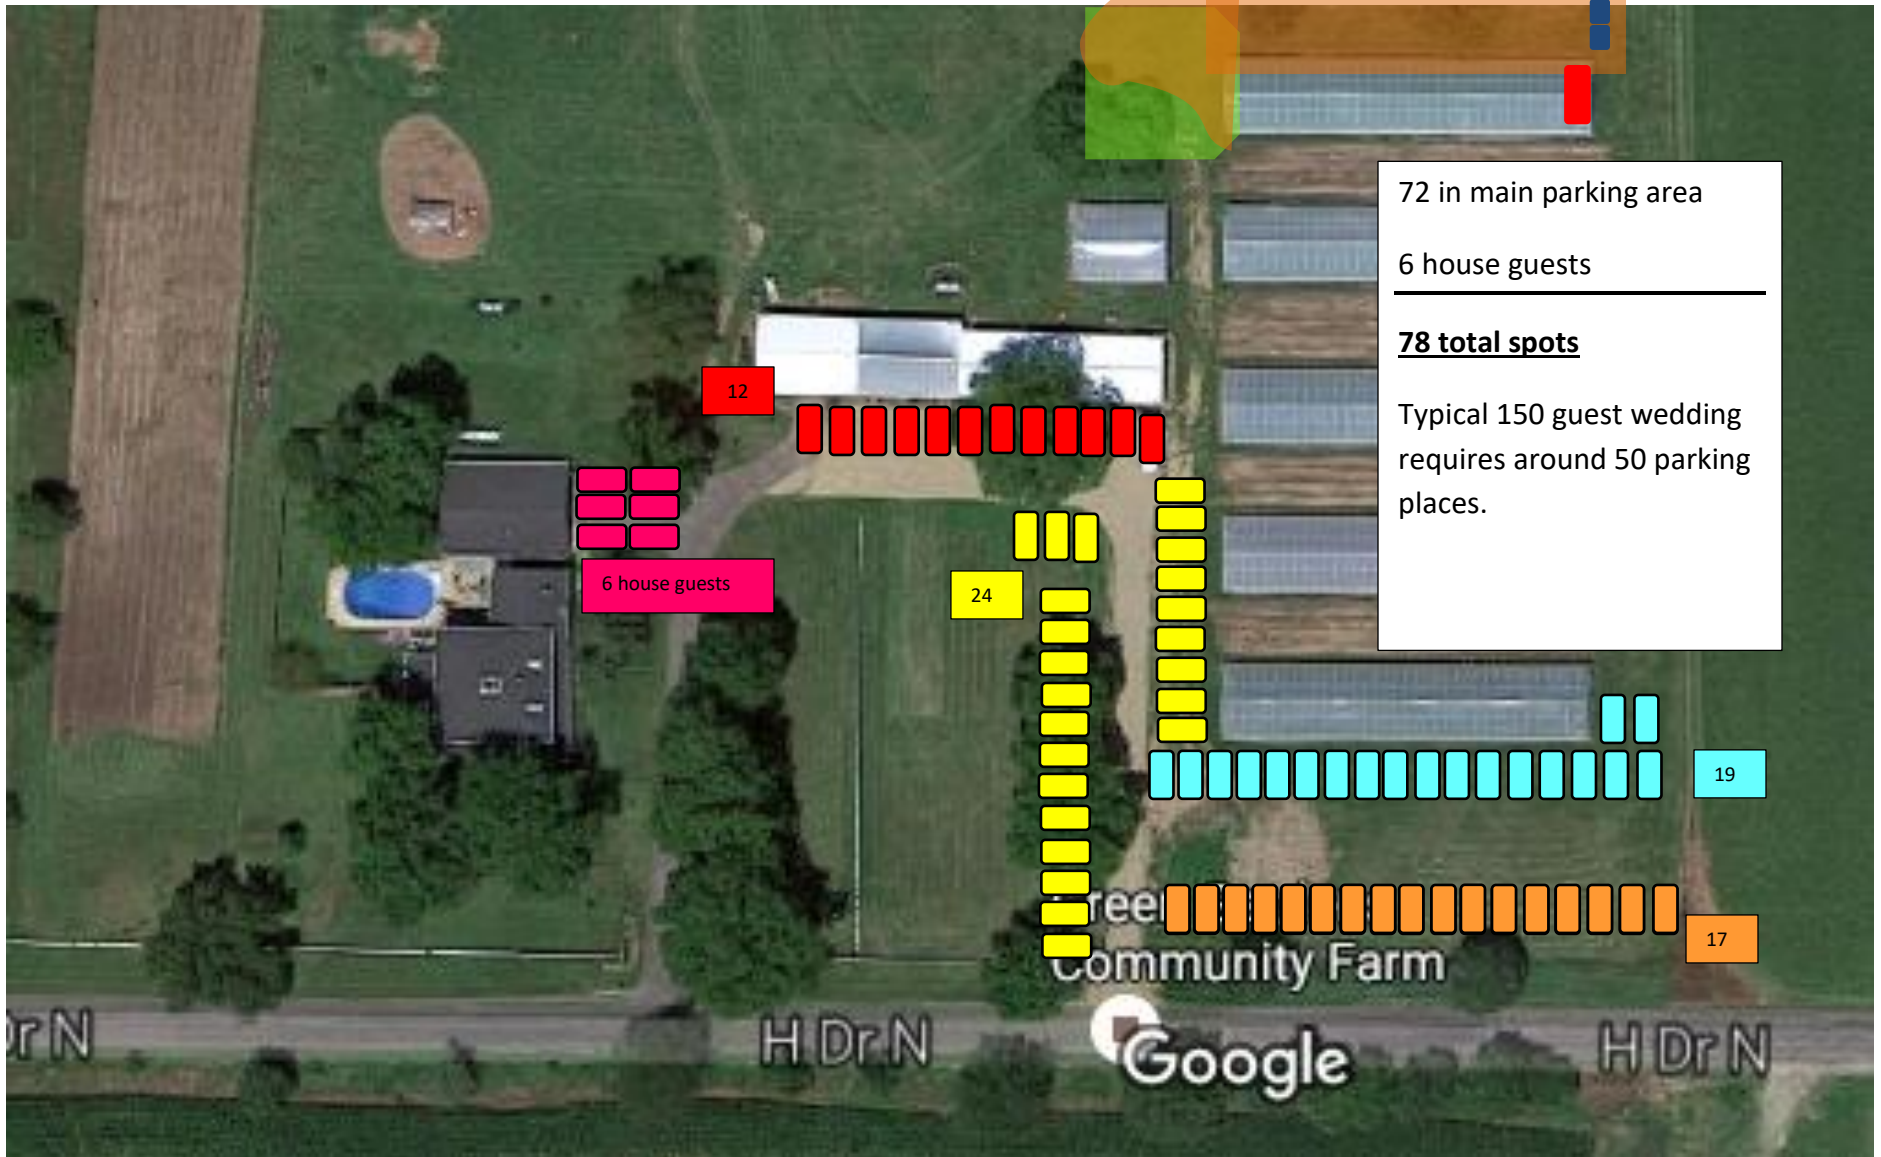 72 in main parking area
6 house guests
78 total spots
Typical 150 guest wedding
requires around 50 parking
places.
12
6 house guests
24
19
17
Community Farm
Dr N
H Dr N
H Dr N
Google